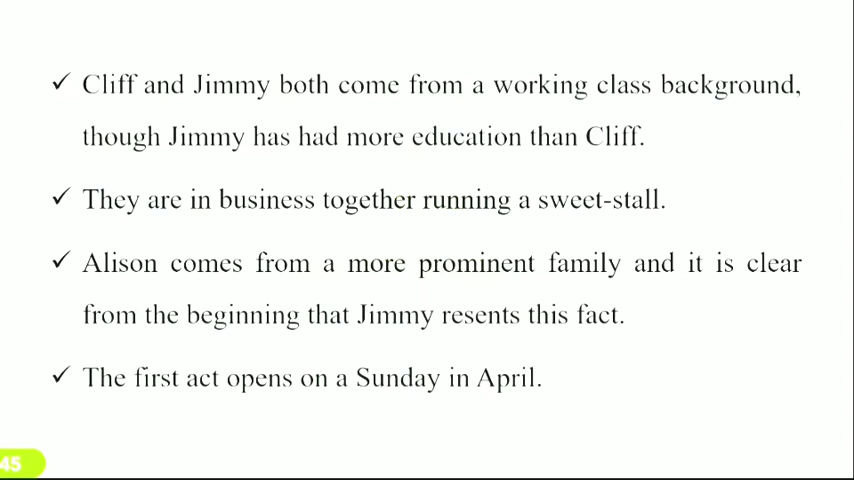 ✓ Cliff and Jimmy both come from a working class background,
though Jimmy has had more education than Cliff.
✓ They are in business together running a sweet-stall.
✓ Alison comes from a more prominent family and it is clear
from the beginning that Jimmy resents this fact.
✓ The first act opens on a Sunday in April.
45